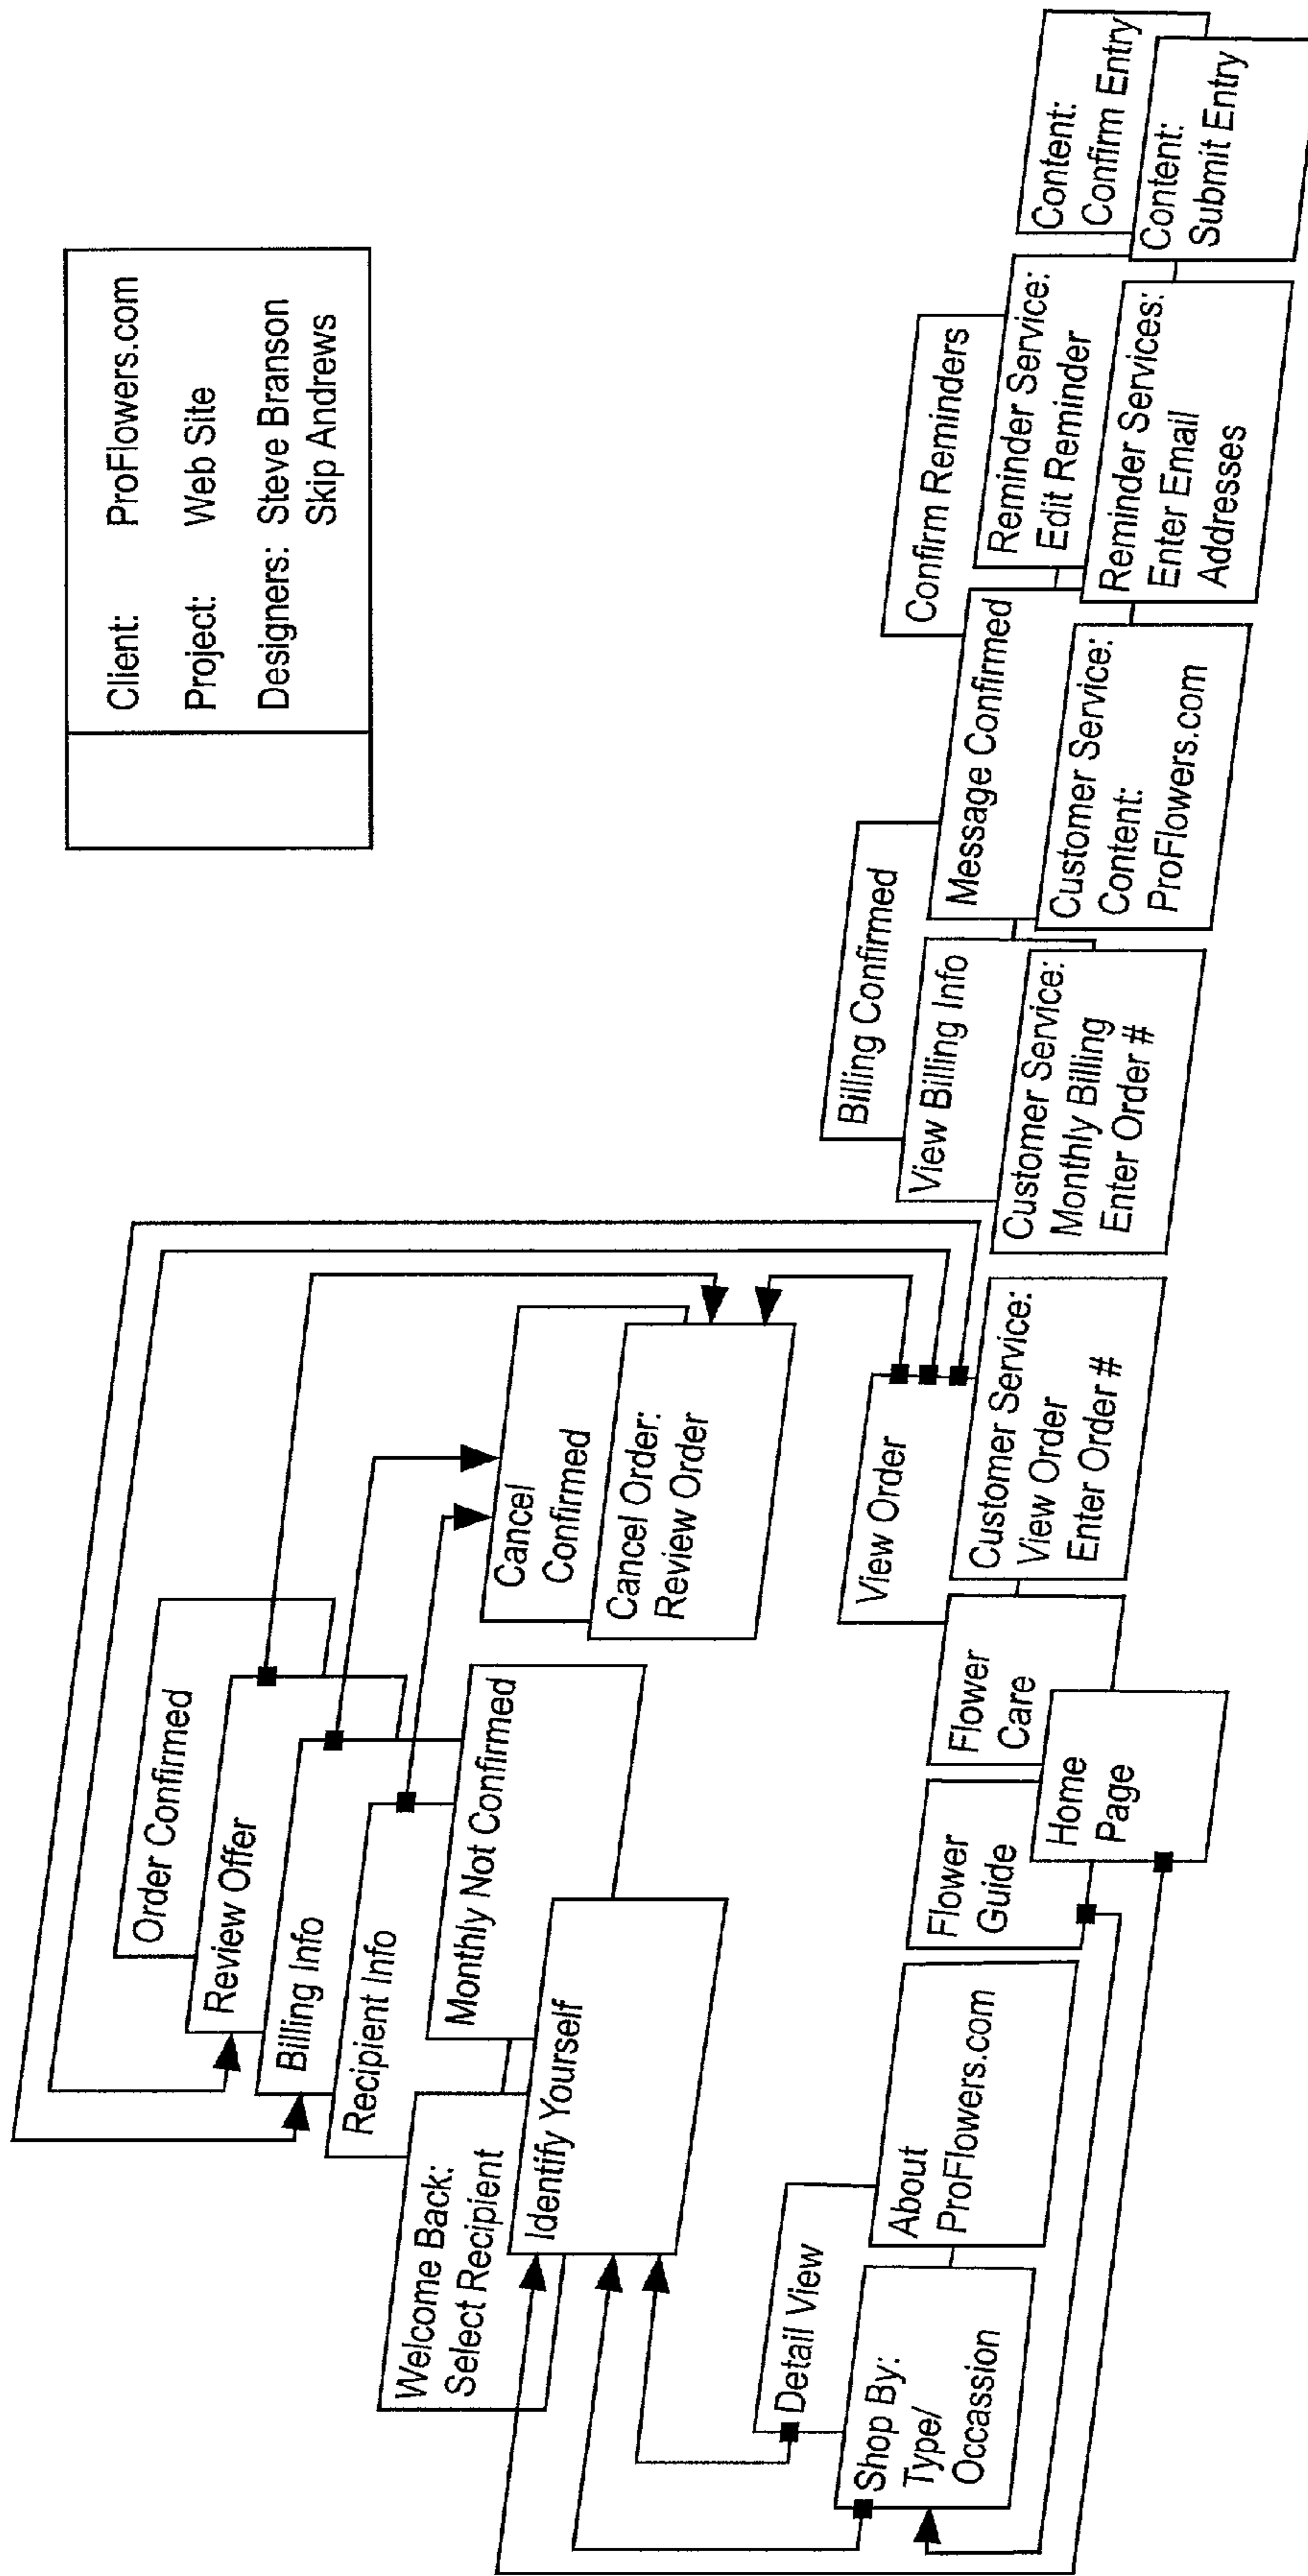 Client: ProFlowers.com
Project: Web Site
Designers: Steve Branson
Skip Andrews
Order Confirmed
Review Offer
Billing Info
Recipient Info
Monthly Not Confirmed
Welcome Back:
Select Recipient
Identify Yourself
Cancel
Confirmed
Cancel Order:
Review Order
Detail View
Shop By:
Type/
Occassion
About
ProFlowers.com
Flower
Guide
Flower
Care
Home
Page
View Order
Customer Service:
View Order
Enter Order #
Billing Confirmed
View Billing Info
Customer Service:
Monthly Billing
Enter Order #
Message Confirmed
Customer Service:
Content:
ProFlowers.com
Confirm Reminders
Reminder Service:
Edit Reminder
Reminder Services:
Enter Email
Addresses
Content:
Confirm Entry
Content:
Submit Entry